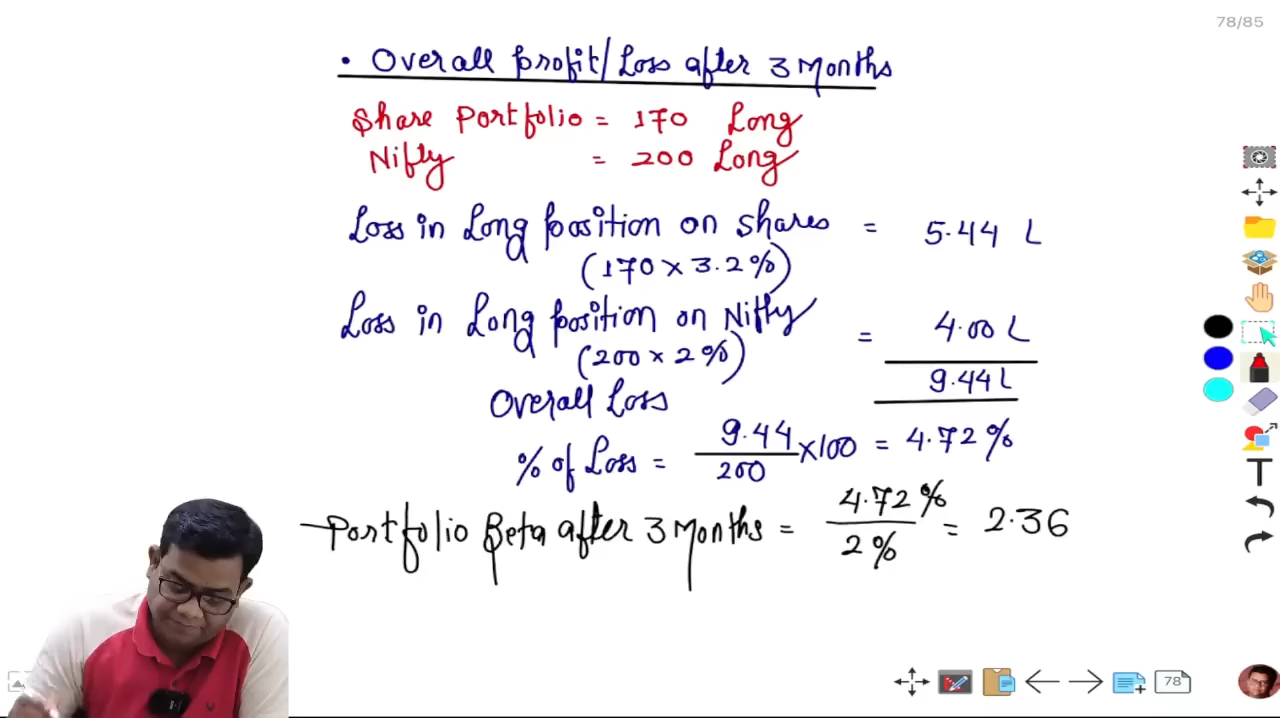 78/85
• Overall profit/Loss after 3 Months
Share Portfolio = 170 Long
Nifty = 200 Long
Loss in Long position on shares = 5.44 L
(170 × 3.2%)
Loss in Long position on Nifty = 4.00 L
(200 × 2%)
9.44 L
Overall Loss
% of Loss = 9.44/200 × 100 = 4.72%
Portfolio Beta after 3 Months = 4.72%/2% = 2.36
T
78